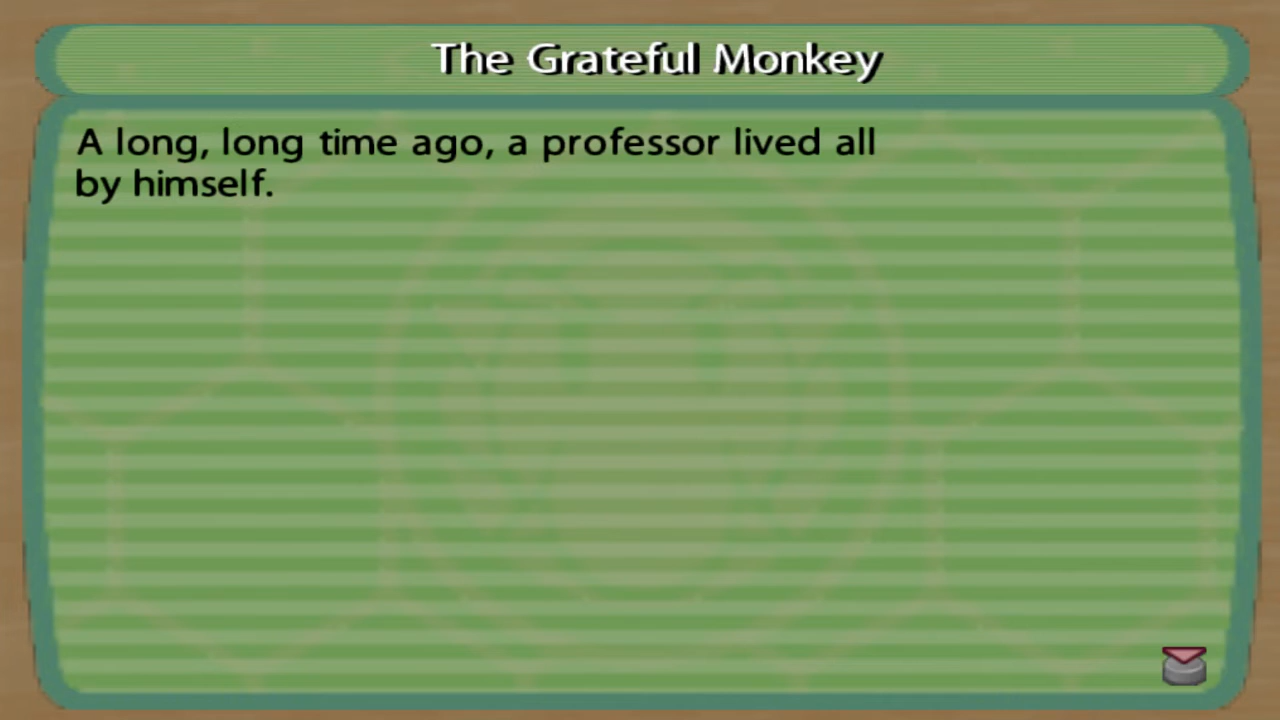 The Grateful Monkey
A long, long time ago, a professor lived all
by himself.